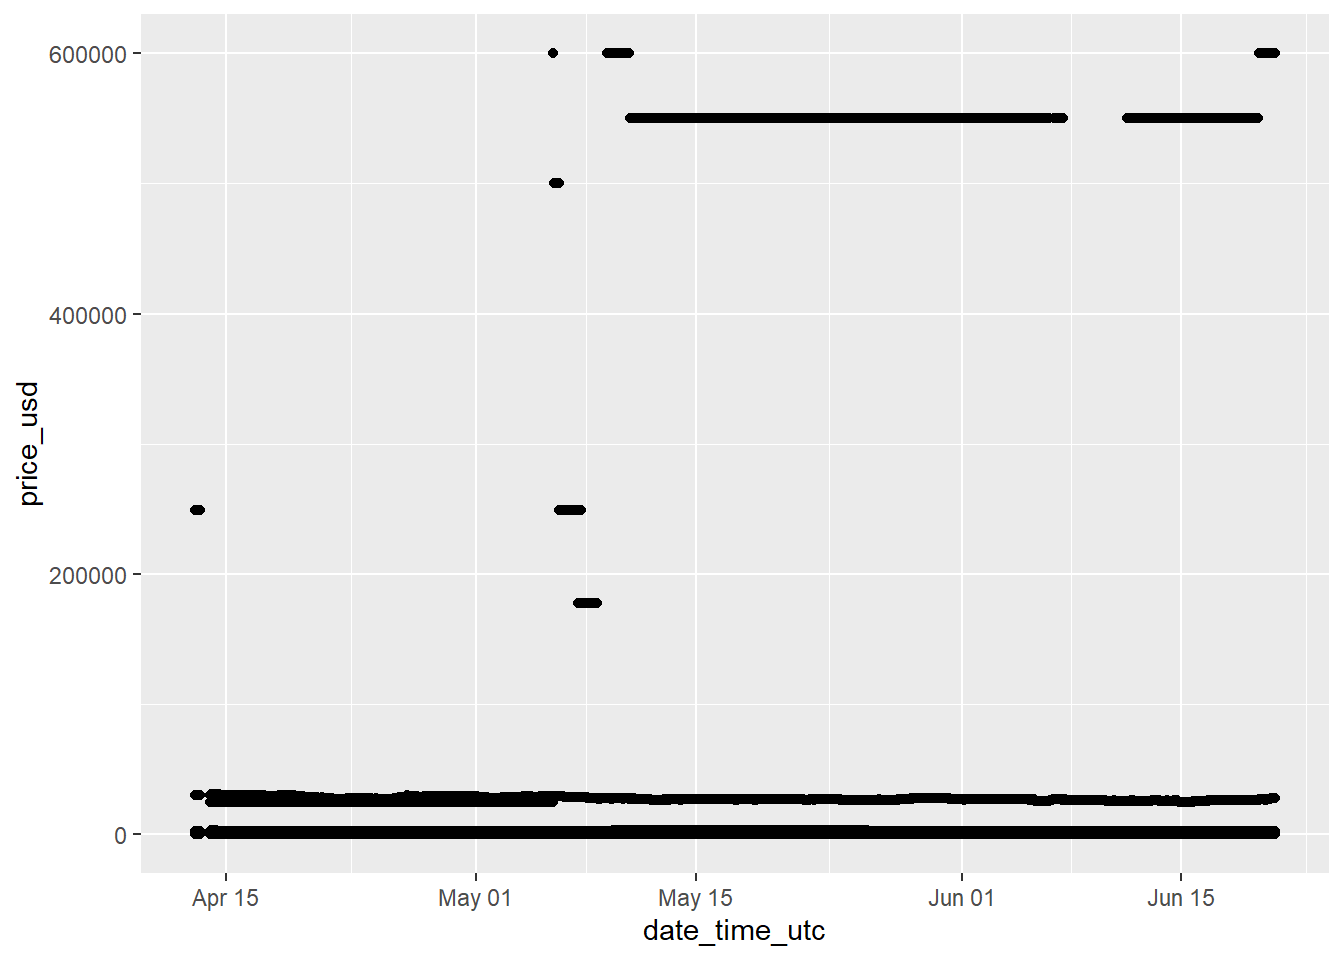 600000
400000
200000
0
price_usd
Apr 15
May 01
May 15
Jun 01
Jun 15
date_time_utc